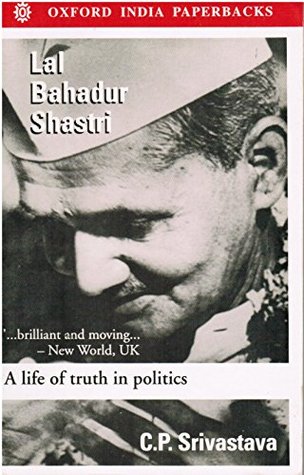 OXFORD INDIA PAPERBACKS
Lal
Bahadur
Shastri
'...brilliant and moving...
– New World, UK
A life of truth in politics
C.P. Srivastava